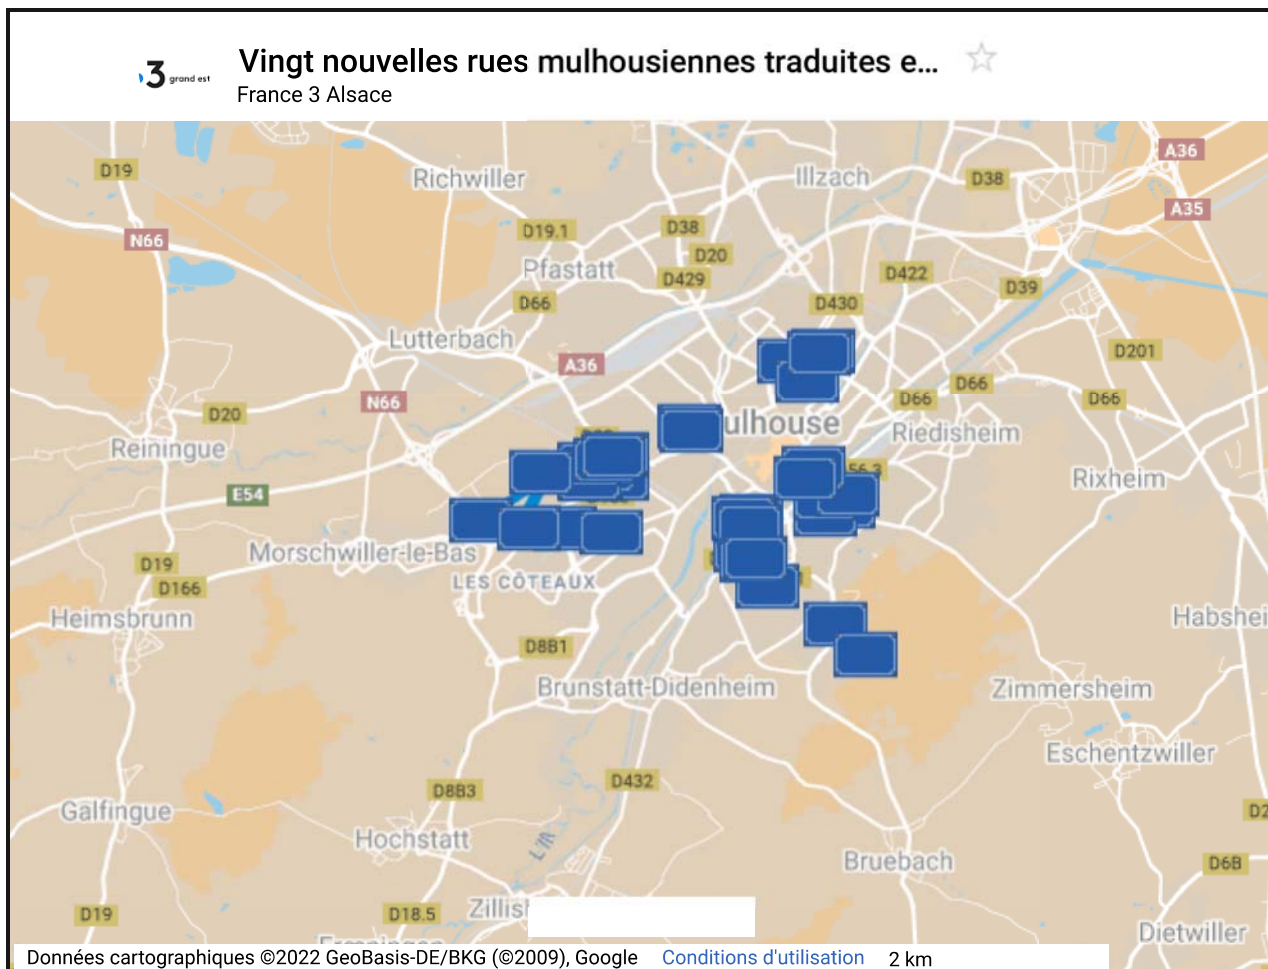 3 grand est
Vingt nouvelles rues mulhousiennes traduites e...
France 3 Alsace
A36
D19
Richwiller
Illzach
D38
A35
D19.1
D38
N66
D20
Pfastatt
D429
D422
D39
D66
D430
Lutterbach
A36
D201
N66
D66
D66
D66
D20
ulhouse
Riedisheim
Reiningue
Rixheim
E54
Morschwiller-le-Bas
D19
LES CÔTEAUX
D166
Heimsbrunn
Habshei
D8B1
Brunstatt-Didenheim
Zimmersheim
Eschentzwiller
D432
D8B3
Galfingue
D2
Hochstatt
L'Ill
Bruebach
D6B
D19
D18.5
Zillis
Dietwiller
Données cartographiques ©2022 GeoBasis-DE/BKG (©2009), Google Conditions d'utilisation 2 km